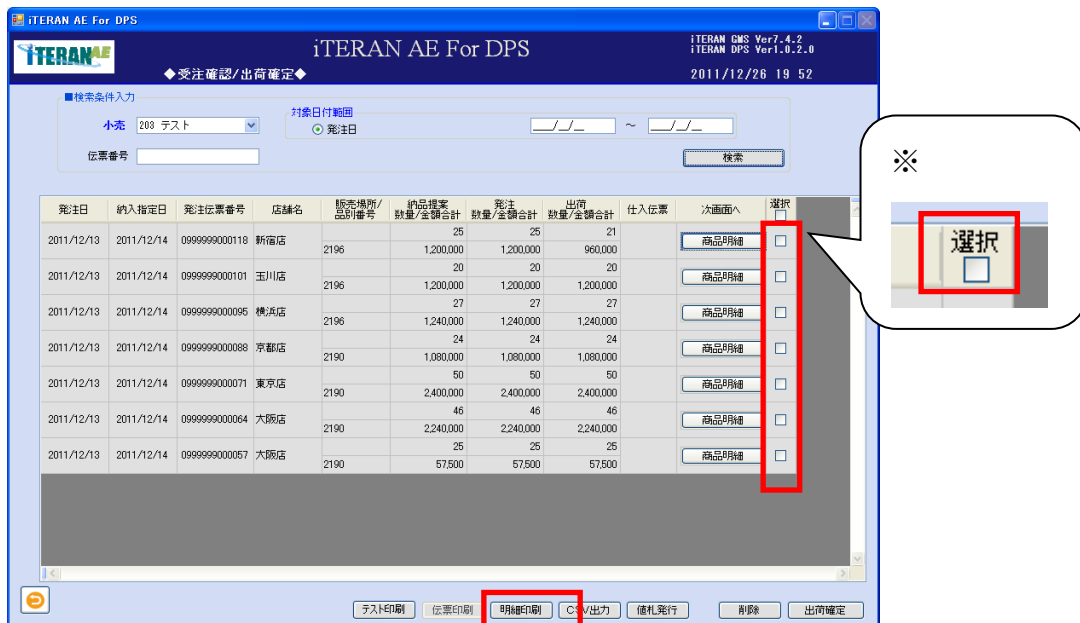 iTERAN AE For DPS
iTERANAE
iTERAN AE For DPS
iTERAN GMS Ver7.4.2
iTERAN DPS Ver1.0.2.0
◆受注確認/出荷確定◆
2011/12/26 19 52
■検索条件入力
小売 203 テスト
対象日付範囲
発注日 __/_/_ ～ __/_/_
伝票番号
検索
※
選択
発注日 納入指定日 発注伝票番号 店舗名 販売場所/品別番号 納品提案数量/金額合計 発注数量/金額合計 出荷数量/金額合計 仕入伝票 次画面へ 選択
2011/12/13 2011/12/14 0999999000118 新宿店 25 25 21 商品明細
2196 1,200,000 1,200,000 960,000
2011/12/13 2011/12/14 0999999000101 玉川店 20 20 20 商品明細
2196 1,200,000 1,200,000 1,200,000
2011/12/13 2011/12/14 0999999000095 横浜店 27 27 27 商品明細
2196 1,240,000 1,240,000 1,240,000
2011/12/13 2011/12/14 0999999000088 京都店 24 24 24 商品明細
2190 1,080,000 1,080,000 1,080,000
2011/12/13 2011/12/14 0999999000071 東京店 50 50 50 商品明細
2190 2,400,000 2,400,000 2,400,000
2011/12/13 2011/12/14 0999999000064 大阪店 46 46 46 商品明細
2190 2,240,000 2,240,000 2,240,000
2011/12/13 2011/12/14 0999999000057 大阪店 25 25 25 商品明細
2190 57,500 57,500 57,500
テスト印刷 伝票印刷 明細印刷 CSV出力 値札発行 削除 出荷確定